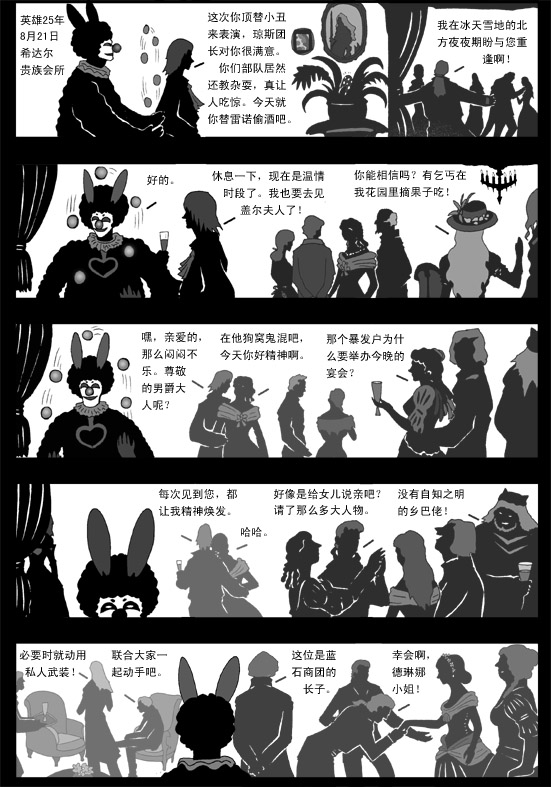 英雄25年
8月21日
希达尔
贵族会所
这次你顶替小丑
来表演，琼斯团
长对你很满意。
你们部队居然
还教杂耍，真让
人吃惊。今天就
你替雷诺偷酒吧。
我在冰天雪地的北
方夜夜期盼与您重
逢啊！
好的。
休息一下，现在是温情
时段了。我也要去见
盖尔夫人了！
你能相信吗？有乞丐在
我花园里摘果子吃！
嘿，亲爱的，
那么闷闷不
乐。尊敬
的男爵大
人呢？
在他狗窝鬼混吧，
今天你好精神啊。
那个暴发户为什
么要举办今晚的
宴会？
每次见到您，都
让我精神焕发。
哈哈。
好像是给女儿说亲吧？
请了那么多大人物。
没有自知之明
的乡巴佬！
必要时就动用
私人武装！
联合大家一
起动手吧。
这位是蓝
石商团的
长子。
幸会啊，
德琳娜
小姐！